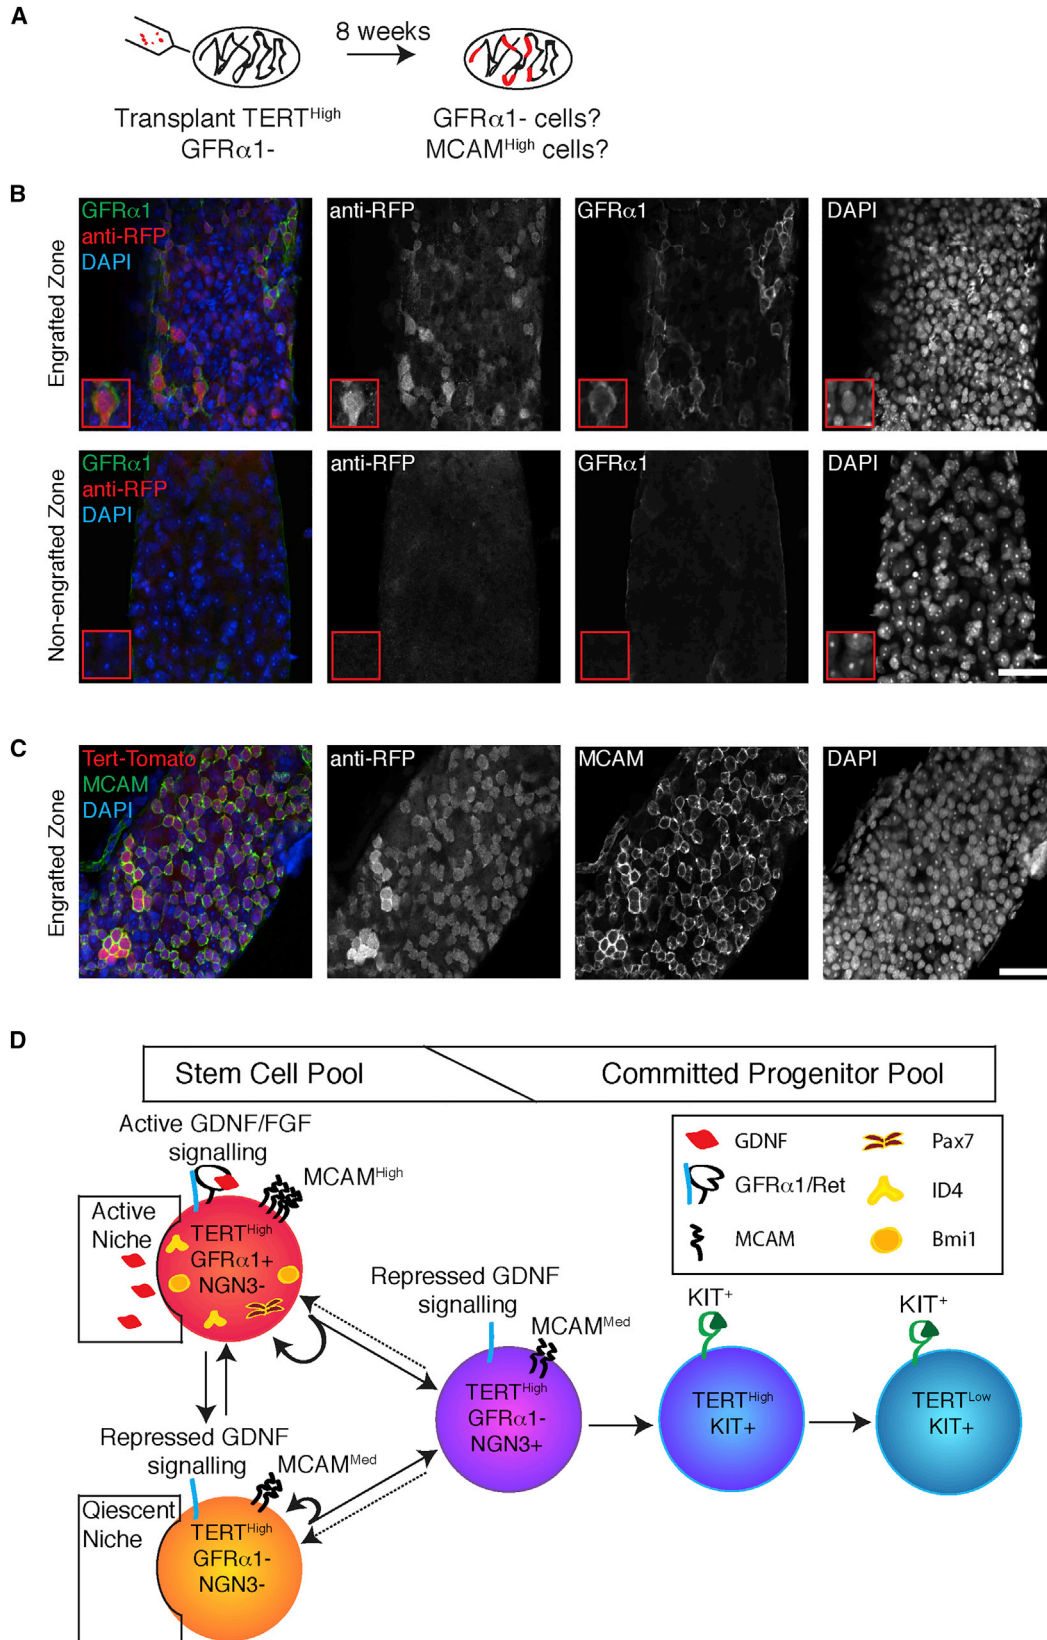 A
8 weeks
Transplant TERTHigh
GFRα1-
GFRα1- cells?
MCAMHigh cells?
B
Engrafted Zone
GFRα1
anti-RFP
DAPI
anti-RFP
GFRα1
DAPI
Non-engrafted Zone
GFRα1
anti-RFP
DAPI
anti-RFP
GFRα1
DAPI
C
Engrafted Zone
Tert-Tomato
MCAM
DAPI
anti-RFP
MCAM
DAPI
D
Stem Cell Pool
Committed Progenitor Pool
Active GDNF/FGF
signalling
MCAMHigh
Active
Niche
TERTHigh
GFRα1+
NGN3-
GDNF
Pax7
GFRα1/Ret
ID4
MCAM
Bmi1
Repressed GDNF
signalling
MCAMMed
TERTHigh
GFRα1-
NGN3+
KIT+
TERTHigh
KIT+
KIT+
TERTLow
KIT+
Repressed GDNF
signalling
MCAMMed
Qiescent
Niche
TERTHigh
GFRα1-
NGN3-